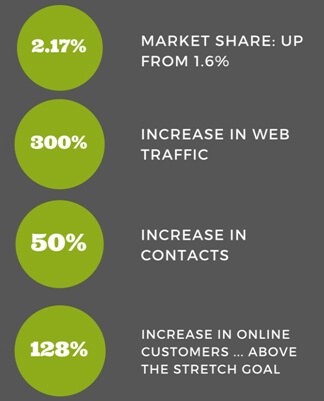 2.17%
MARKET SHARE: UP
FROM 1.6%
300%
INCREASE IN WEB
TRAFFIC
50%
INCREASE IN
CONTACTS
128%
INCREASE IN ONLINE
CUSTOMERS ... ABOVE
THE STRETCH GOAL